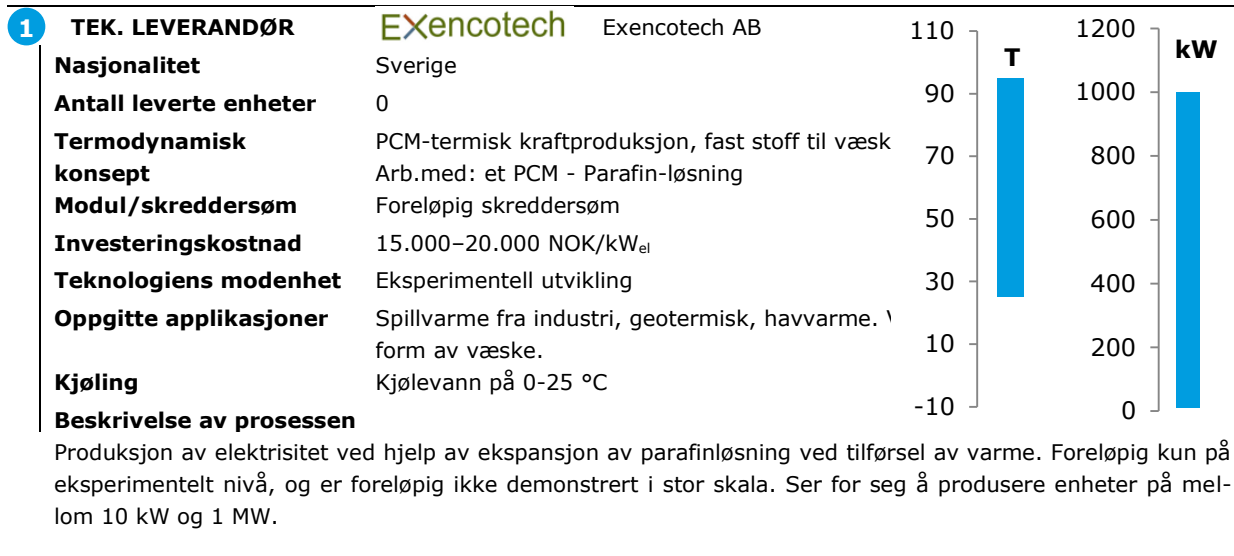 1 TEK. LEVERANDØR EXencotech Exencotech AB
Nasjonalitet Sverige
Antall leverte enheter 0
Termodynamisk PCM-termisk kraftproduksjon, fast stoff til væsk
konsept Arb.med: et PCM - Parafin-løsning
Modul/skreddersøm Foreløpig skreddersøm
Investeringskostnad 15.000–20.000 NOK/kWel
Teknologiens modenhet Eksperimentell utvikling
Oppgitte applikasjoner Spillvarme fra industri, geotermisk, havvarme.
form av væske.
Kjøling Kjølevann på 0-25 °C
Beskrivelse av prosessen
Produksjon av elektrisitet ved hjelp av ekspansjon av parafinløsning ved tilførsel av varme. Foreløpig kun på
eksperimentelt nivå, og er foreløpig ikke demonstrert i stor skala. Ser for seg å produsere enheter på mel-
lom 10 kW og 1 MW.
T
110
90
70
50
30
10
-10
kW
1200
1000
800
600
400
200
0